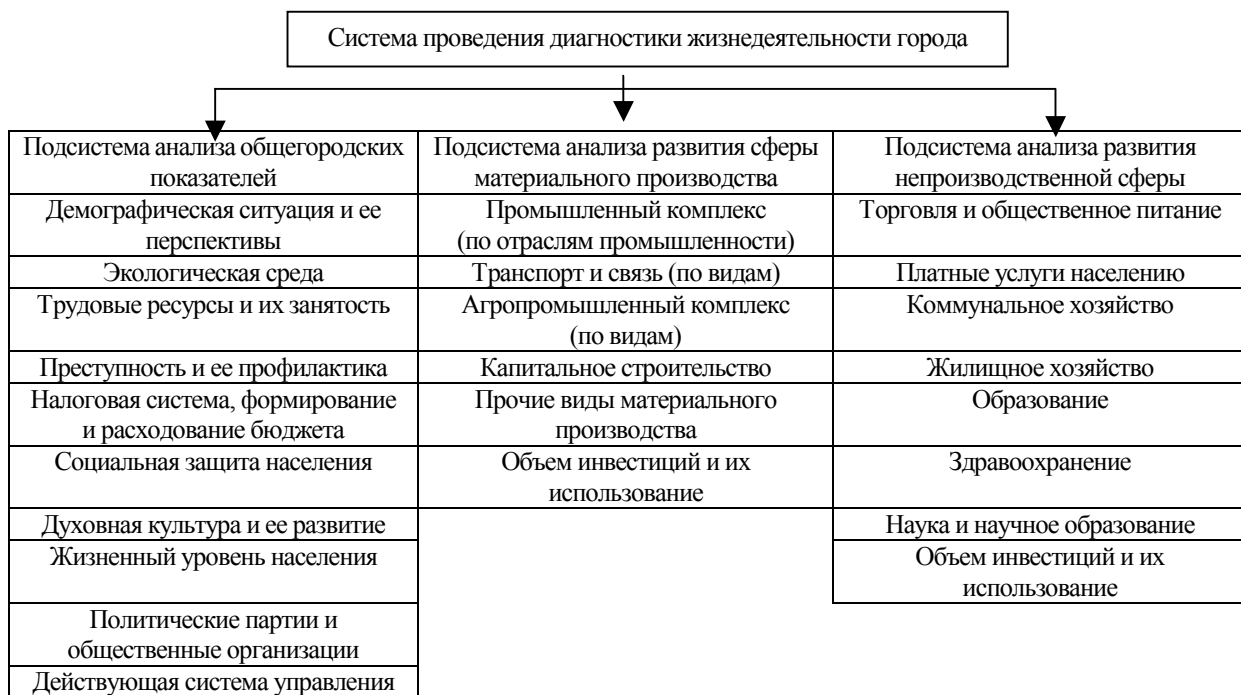 Система проведения диагностики жизнедеятельности города
Подсистема анализа общегородских
показателей
Подсистема анализа развития сферы
материального производства
Подсистема анализа развития
непроизводственной сферы
Демографическая ситуация и ее
перспективы
Промышленный комплекс
(по отраслям промышленности)
Торговля и общественное питание
Экологическая среда
Транспорт и связь (по видам)
Платные услуги населению
Трудовые ресурсы и их занятость
Агропромышленный комплекс
(по видам)
Коммунальное хозяйство
Преступность и ее профилактика
Капитальное строительство
Жилищное хозяйство
Налоговая система, формирование
и расходование бюджета
Прочие виды материального
производства
Образование
Социальная защита населения
Объем инвестиций и их
использование
Здравоохранение
Духовная культура и ее развитие
Наука и научное образование
Жизненный уровень населения
Объем инвестиций и их
использование
Политические партии и
общественные организации
Действующая система управления